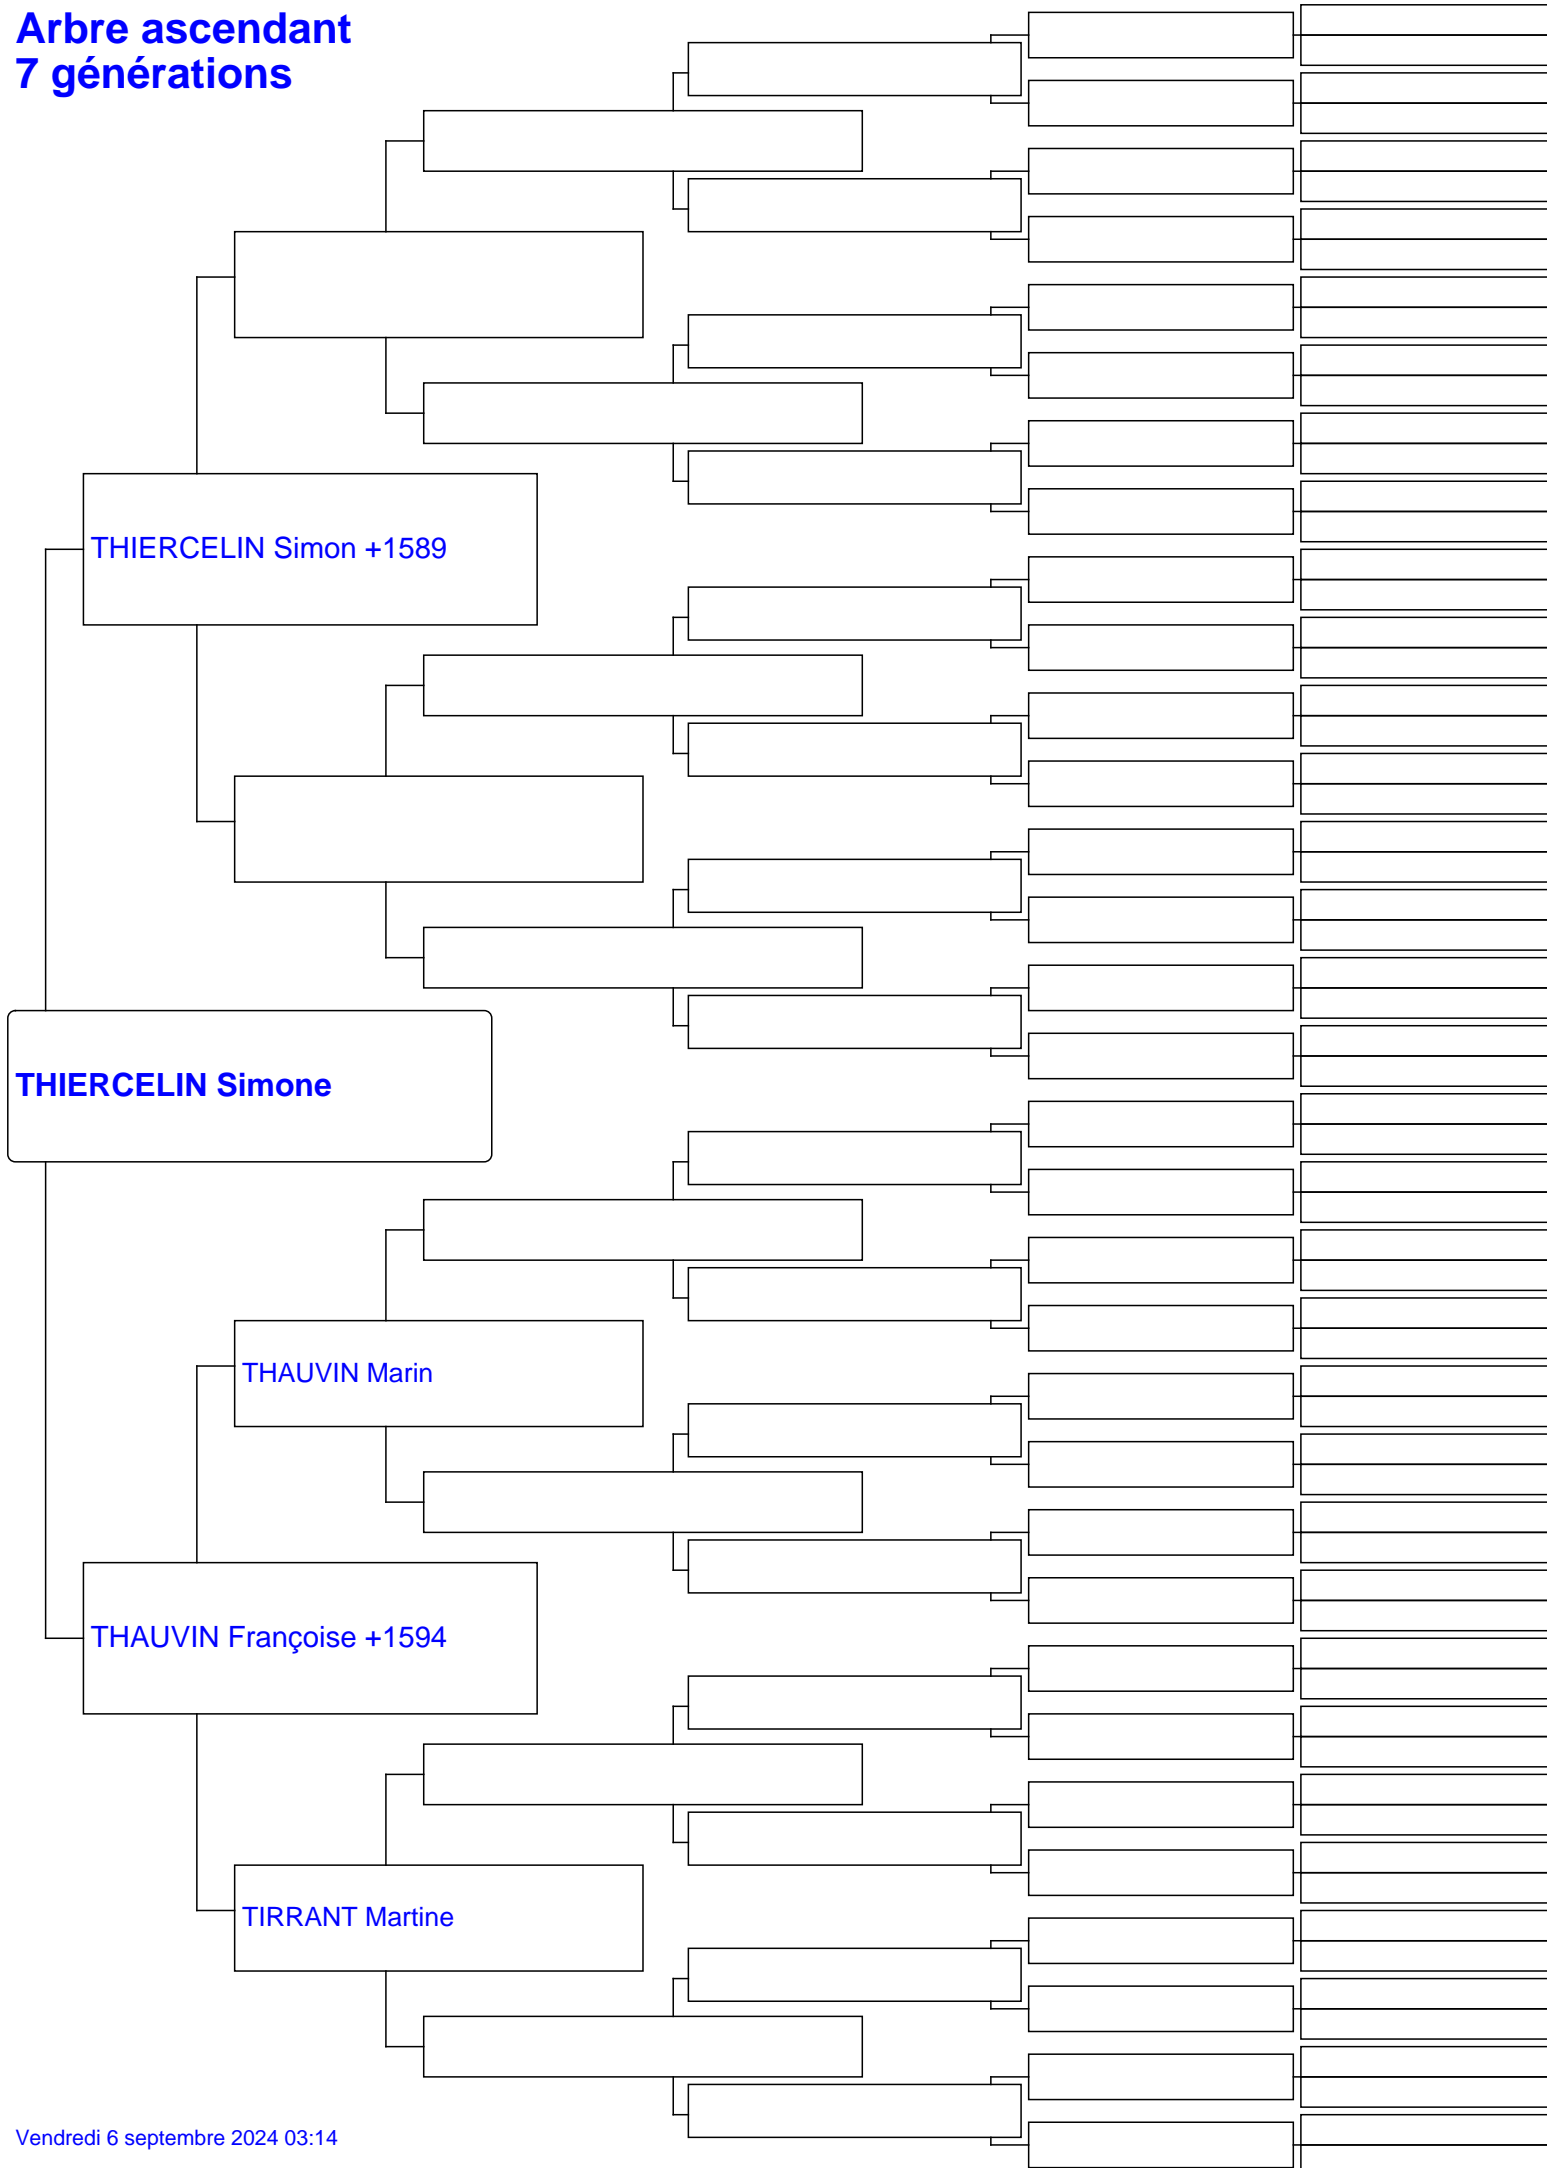 Arbre ascendant
7 générations
THIERCELIN Simon +1589
THIERCELIN Simone
THAUVIN Marin
THAUVIN Françoise +1594
TIRRANT Martine
Vendredi 6 septembre 2024 03:14